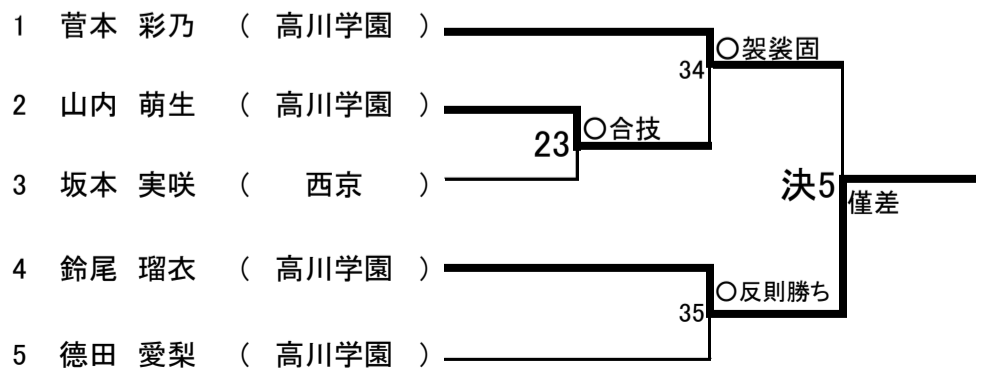 1 菅本 彩乃 ( 高川学園 )
○袈裟固
34
2 山内 萌生 ( 高川学園 )
○合技
23
3 坂本 実咲 ( 西京 )
決5
僅差
4 鈴尾 瑠衣 ( 高川学園 )
○反則勝ち
35
5 德田 愛梨 ( 高川学園 )